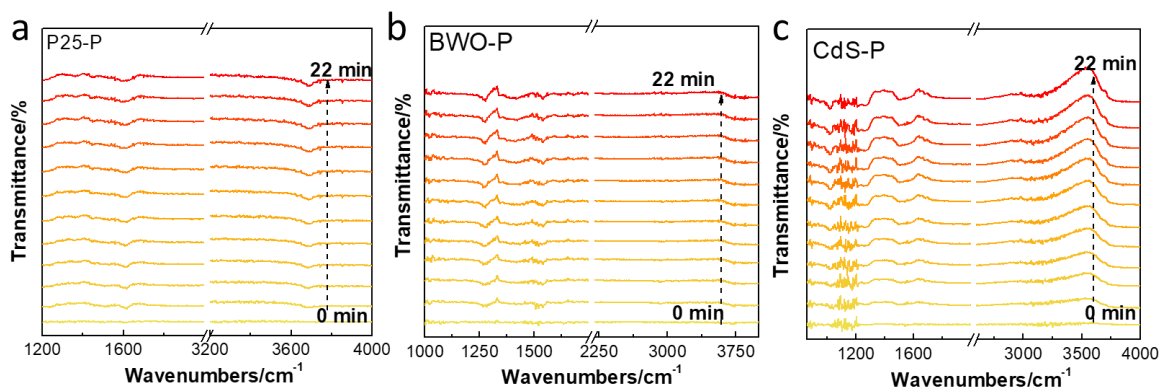 a
P25-P
22 min
0 min
Transmittance/%
1200 1600 3200 3600 4000
Wavenumbers/cm⁻¹
b
BWO-P
22 min
0 min
Transmittance/%
1000 1250 1500 2250 3000 3750
Wavenumbers/cm⁻¹
c
CdS-P
22 min
0 min
Transmittance/%
1200 1600 3000 3500 4000
Wavenumbers/cm⁻¹